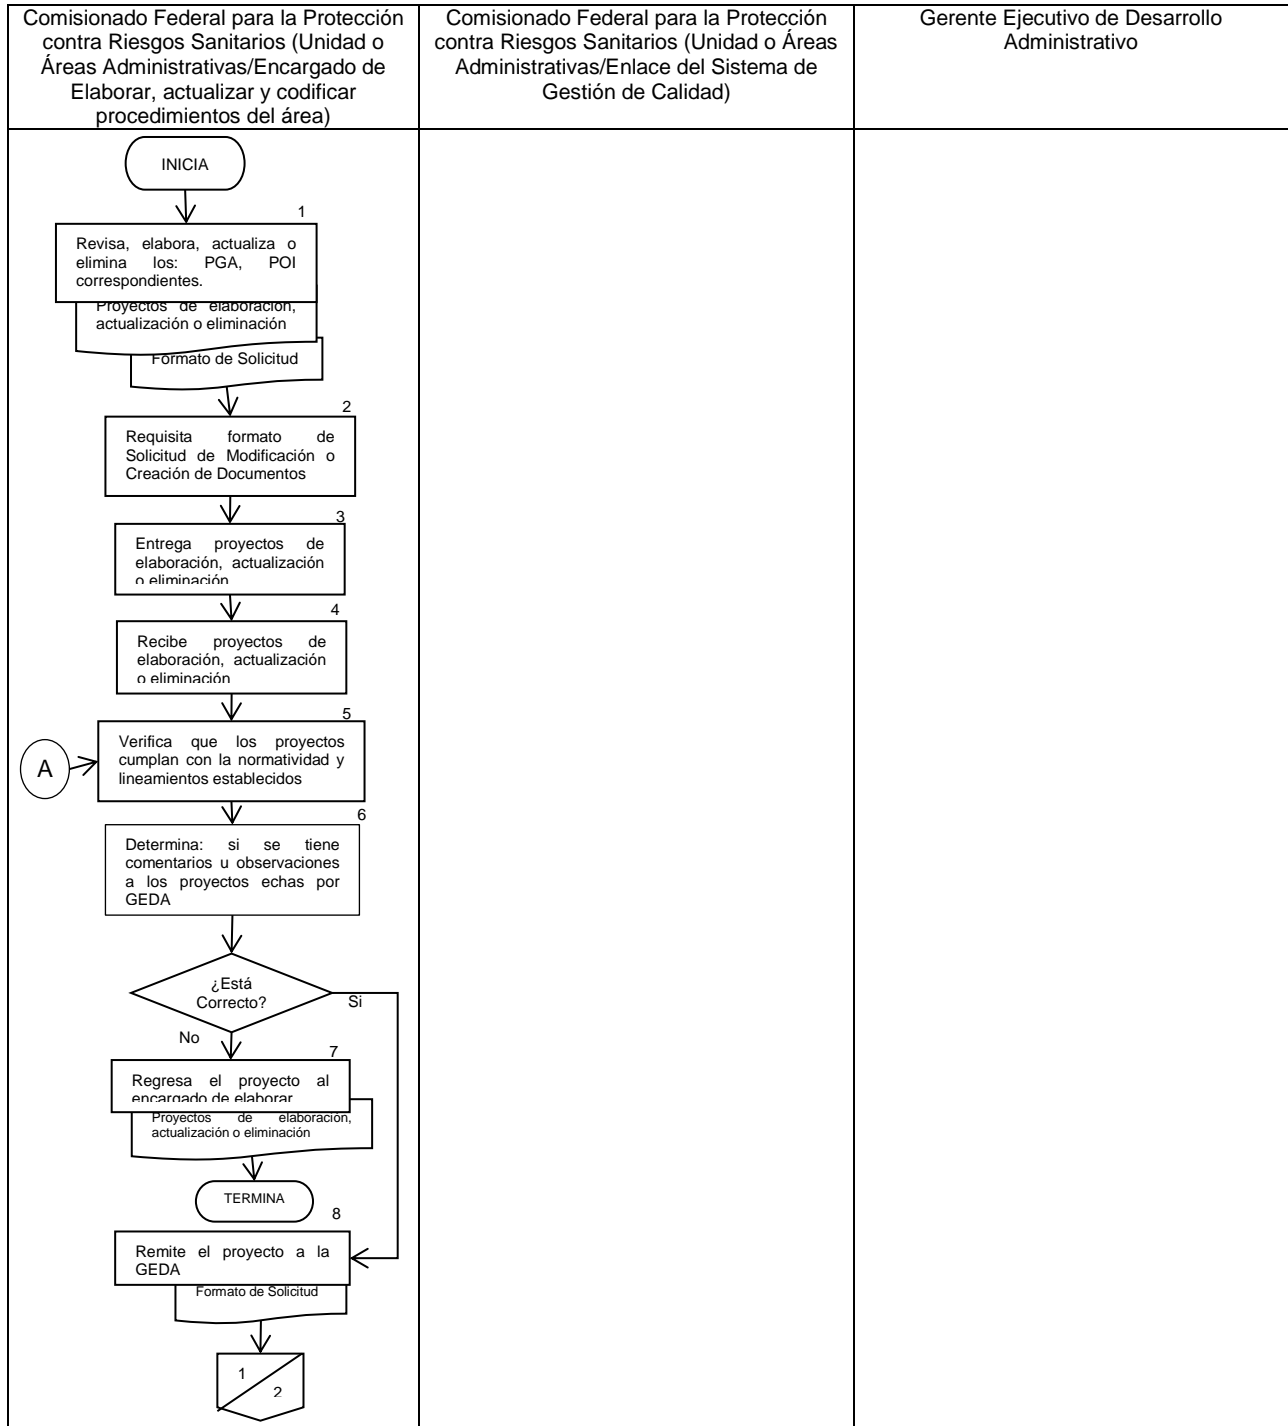 Comisionado Federal para la Protección
contra Riesgos Sanitarios (Unidad o
Áreas Administrativas/Encargado de
Elaborar, actualizar y codificar
procedimientos del área)
Comisionado Federal para la Protección
contra Riesgos Sanitarios (Unidad o Áreas
Administrativas/Enlace del Sistema de
Gestión de Calidad)
Gerente Ejecutivo de Desarrollo
Administrativo
INICIA
1
Revisa, elabora, actualiza o
elimina los: PGA, POI
correspondientes.
Proyectos de elaboración,
actualización o eliminación
Formato de Solicitud
2
Requisita formato de
Solicitud de Modificación o
Creación de Documentos
3
Entrega proyectos de
elaboración, actualización
o eliminación
4
Recibe proyectos de
elaboración, actualización
o eliminación
5
Verifica que los proyectos
cumplan con la normatividad y
lineamientos establecidos
A
6
Determina: si se tiene
comentarios u observaciones
a los proyectos echas por
GEDA
¿Está
Correcto?
Si
No
7
Regresa el proyecto al
encargado de elaborar
Proyectos de elaboración,
actualización o eliminación
TERMINA
8
Remite el proyecto a la
GEDA
Formato de Solicitud
1
2